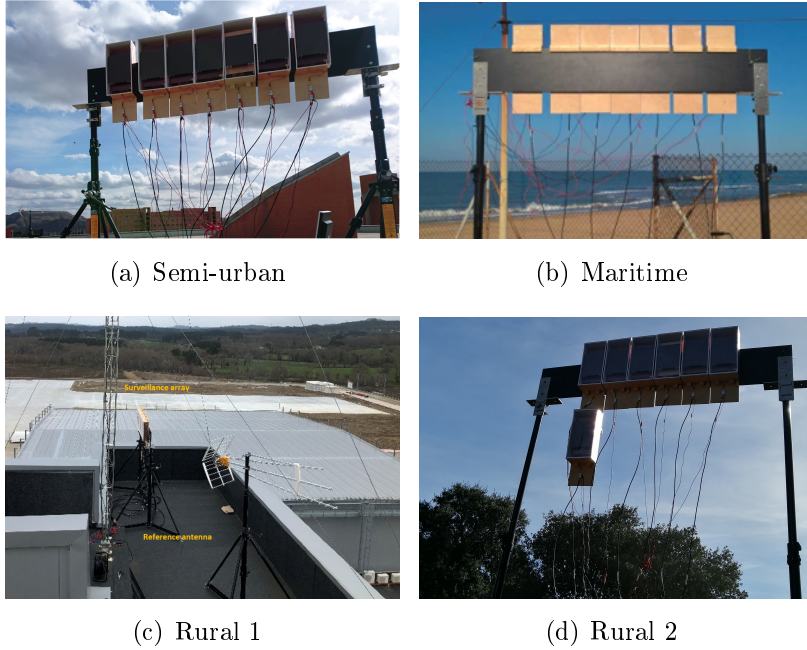 (a) Semi-urban
(b) Maritime
Surveillance array
Reference antenna
(c) Rural 1
(d) Rural 2